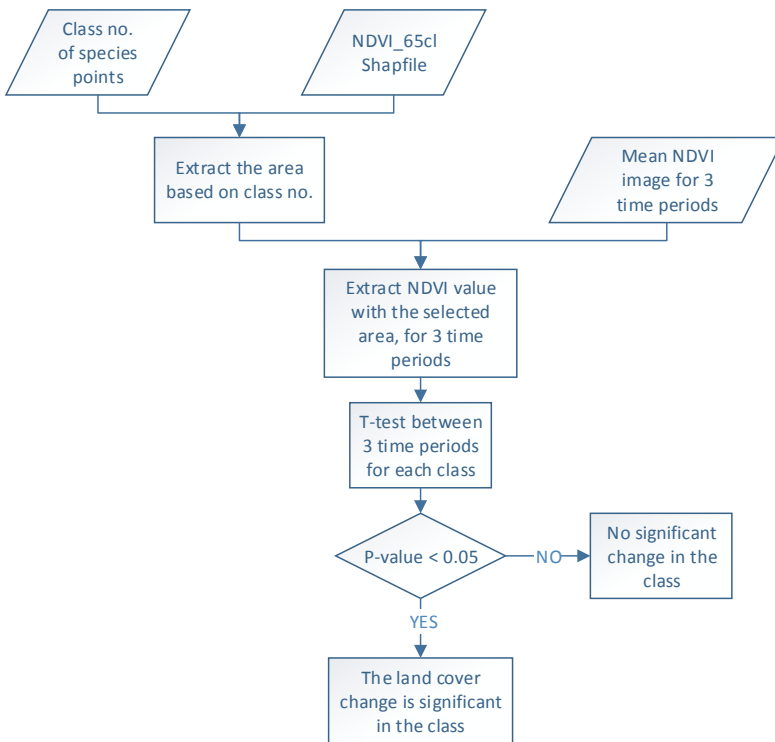 Class no.
of species
points
NDVI_65cl
Shapfile
Extract the area
based on class no.
Mean NDVI
image for 3
time periods
Extract NDVI value
with the selected
area, for 3 time
periods
T-test between
3 time periods
for each class
P-value < 0.05
NO
No significant
change in the
class
YES
The land cover
change is significant
in the class